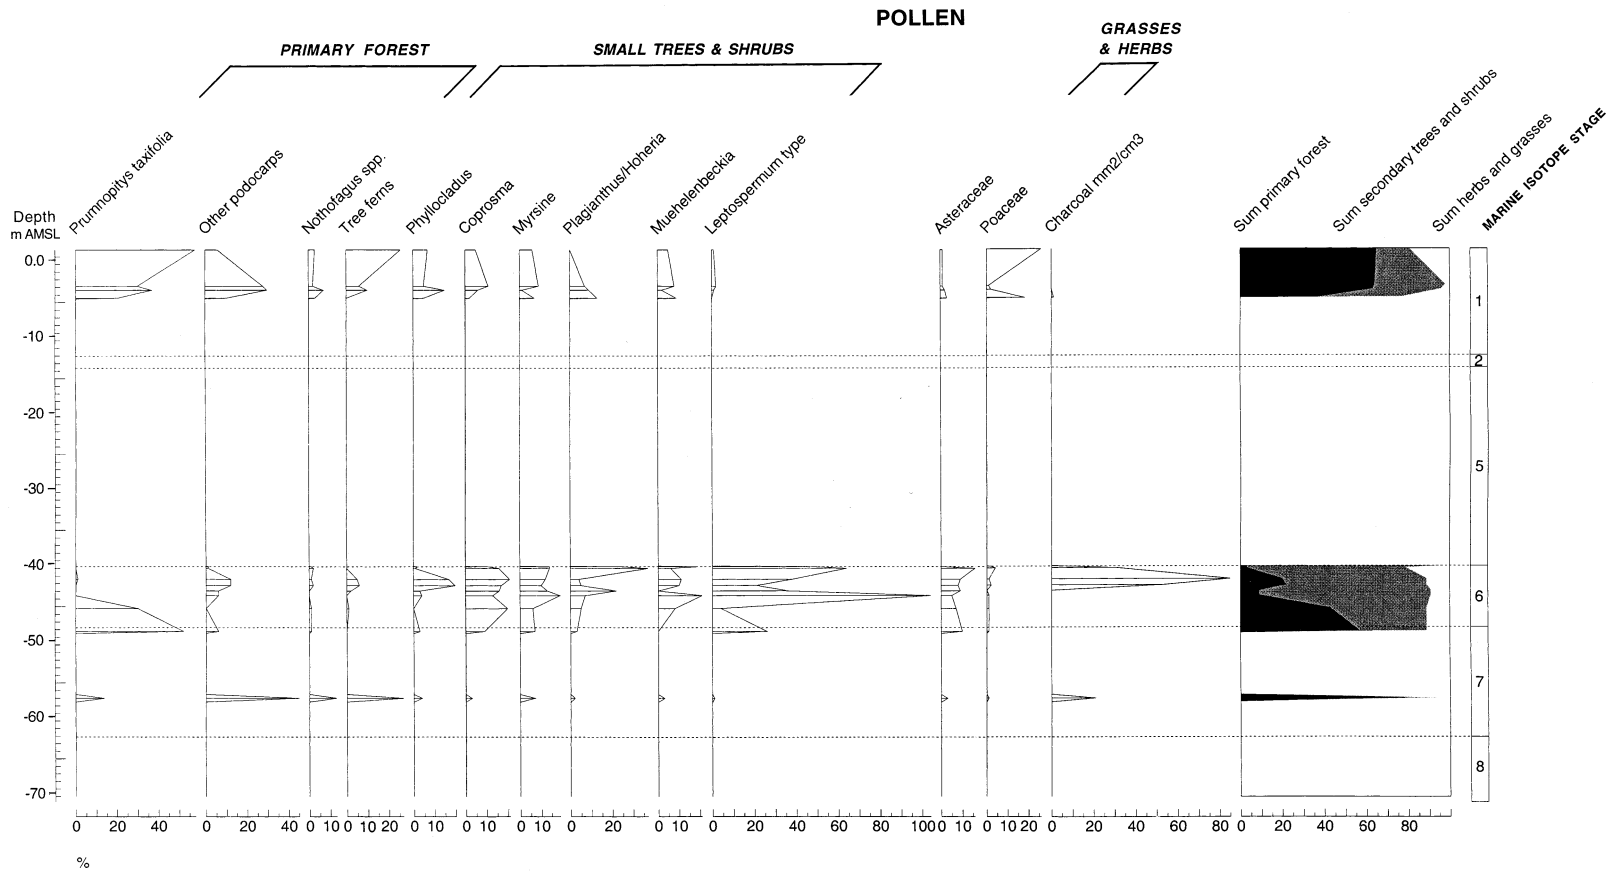 POLLEN
GRASSES
& HERBS
PRIMARY FOREST
SMALL TREES & SHRUBS
Depth
m AMSL
Prumnopitys taxifolia
Other podocarps
Nothofagus spp.
Tree ferns
Phyllocladus
Coprosma
Myrsine
Plagianthus/Hoheria
Muehelenbeckia
Leptospermum type
Asteraceae
Poaceae
Charcoal mm2/cm3
Sum primary forest
Sum secondary trees and shrubs
Sum herbs and grasses
MARINE ISOTOPE STAGE
0.0
-10
-20
-30
-40
-50
-60
-70
1
2
5
6
7
8
0 20 40
0 20 40
0 10
0 10 20
0 10
0 10
0 10
0 20
0 10
0 20 40 60 80 100
0 10
0 10 20
0 20 40 60 80
0 20 40 60 80
%